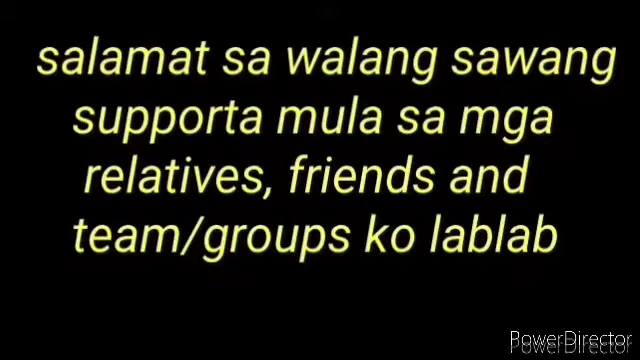 salamat sa walang sawang
supporta mula sa mga
relatives, friends and
team/groups ko lablab
PowerDirector